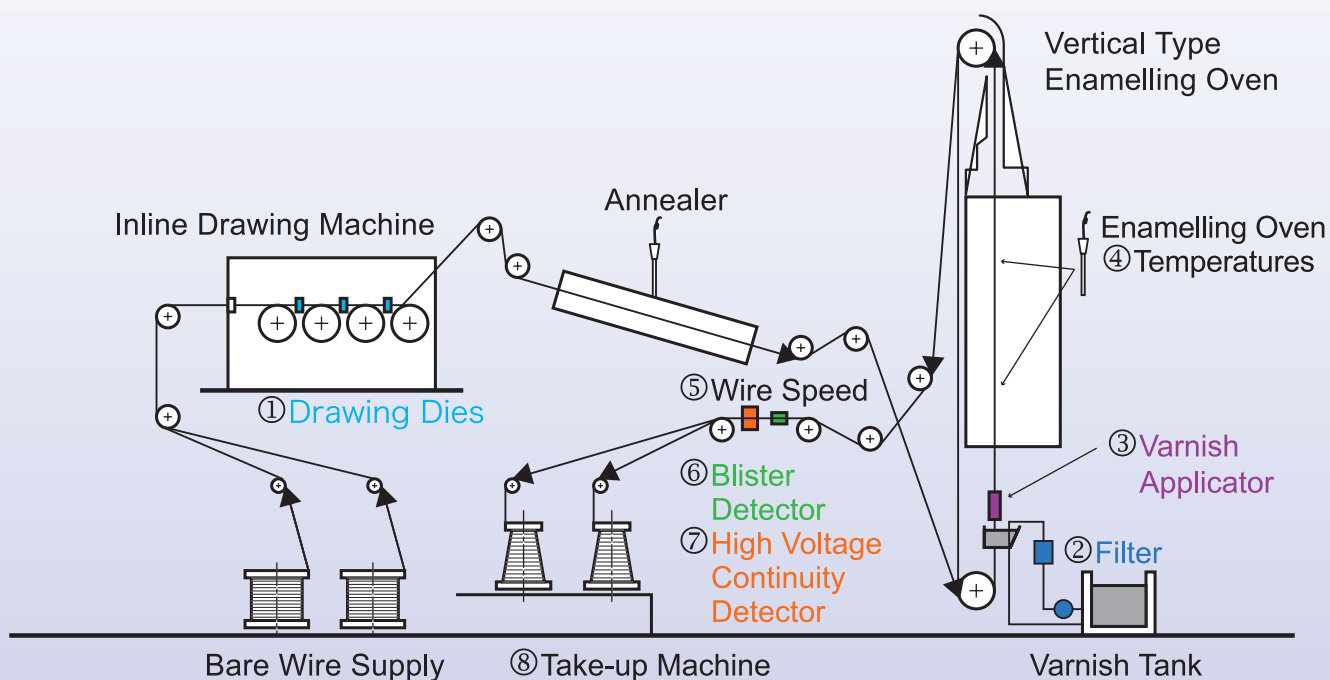 Vertical Type
Enamelling Oven
Annealer
Inline Drawing Machine
Enamelling Oven
④Temperatures
⑤Wire Speed
①Drawing Dies
③Varnish
Applicator
⑥Blister
Detector
⑦High Voltage
Continuity
Detector
②Filter
Bare Wire Supply
⑧Take-up Machine
Varnish Tank